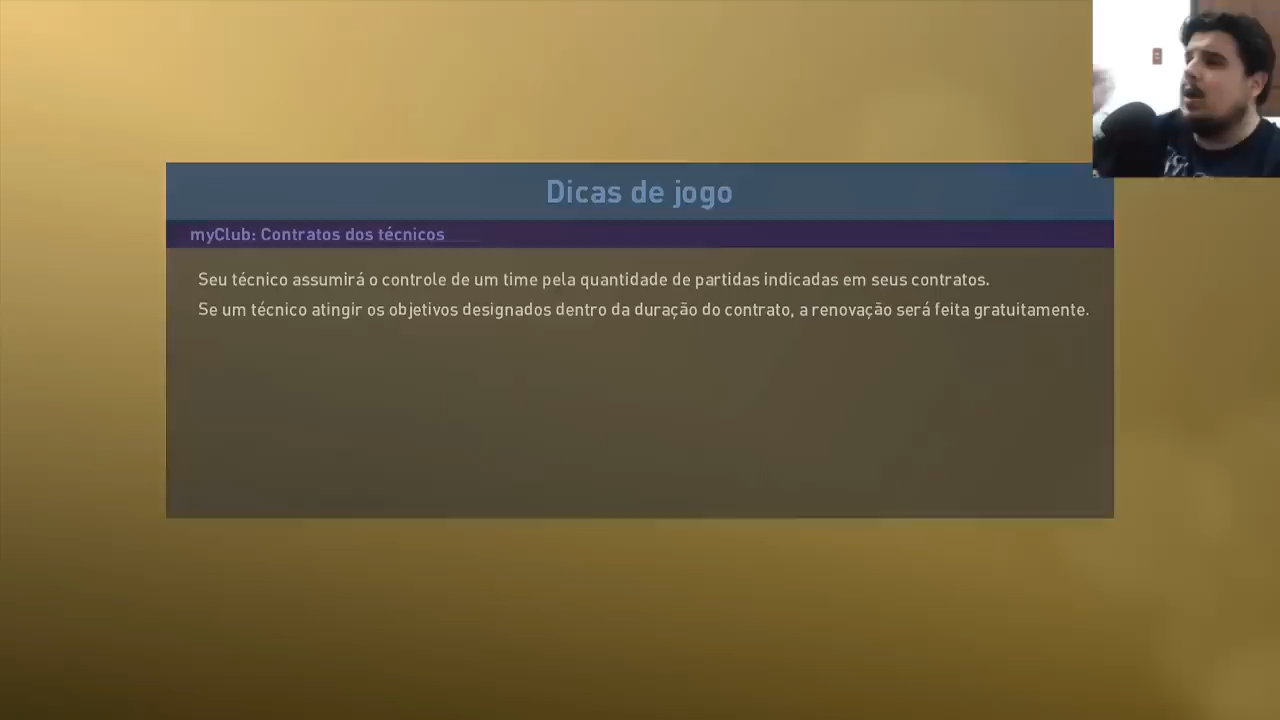 Dicas de jogo
myClub: Contratos dos técnicos
Seu técnico assumirá o controle de um time pela quantidade de partidas indicadas em seus contratos.
Se um técnico atingir os objetivos designados dentro da duração do contrato, a renovação será feita gratuitamente.